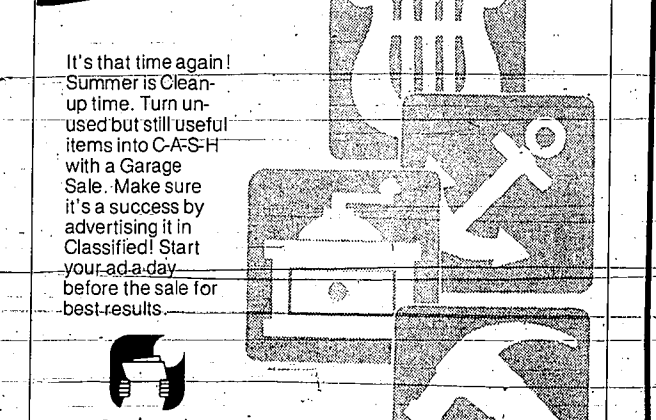 It's that time again!
Summer is Clean-
up time. Turn un-
used but still useful
items into C-A-S-H
with a Garage
Sale. Make sure
it's a success by
advertising it in
Classified! Start
your ad a day
before the sale for
best results.